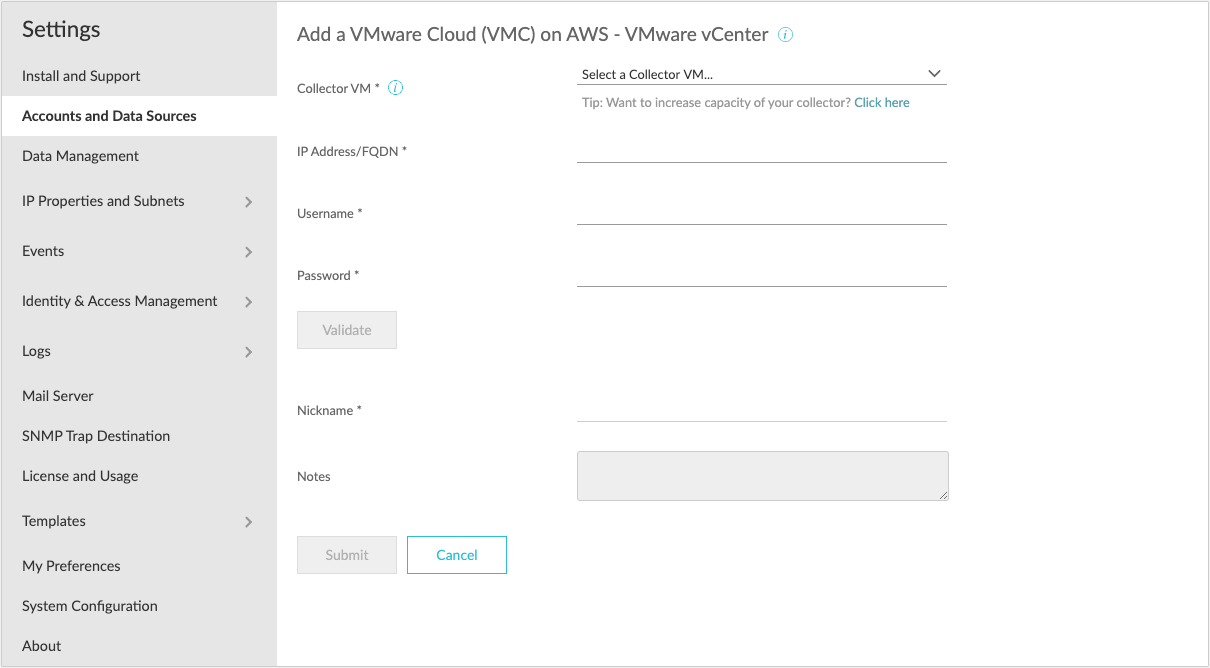 Settings
Install and Support
Accounts and Data Sources
Data Management
IP Properties and Subnets
Events
Identity & Access Management
Logs
Mail Server
SNMP Trap Destination
License and Usage
Templates
My Preferences
System Configuration
About
Add a VMware Cloud (VMC) on AWS - VMware vCenter i
Collector VM * i
Select a Collector VM...
Tip: Want to increase capacity of your collector? Click here
IP Address/FQDN *
Username *
Password *
Validate
Nickname *
Notes
Submit
Cancel